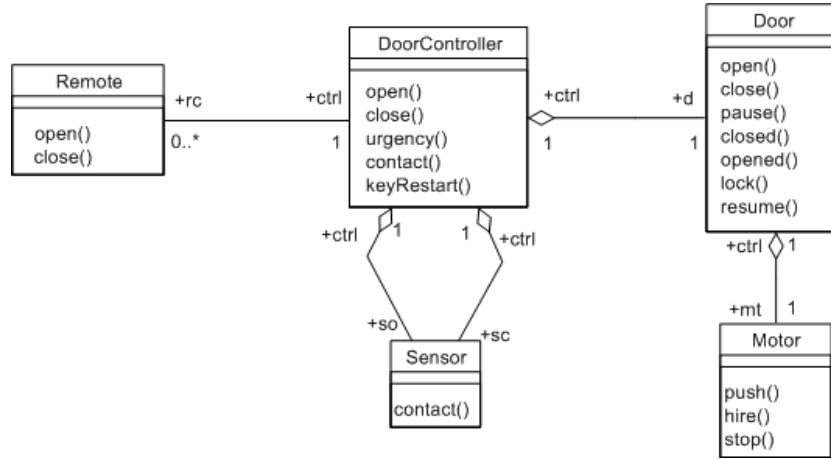 Remote
open()
close()
+rc
0..*
+ctrl
1
DoorController
open()
close()
urgency()
contact()
keyRestart()
+ctrl
1
+d
1
Door
open()
close()
pause()
closed()
opened()
lock()
resume()
+ctrl
1
1
+ctrl
+so
+sc
Sensor
contact()
+ctrl
1
+mt
1
Motor
push()
hire()
stop()